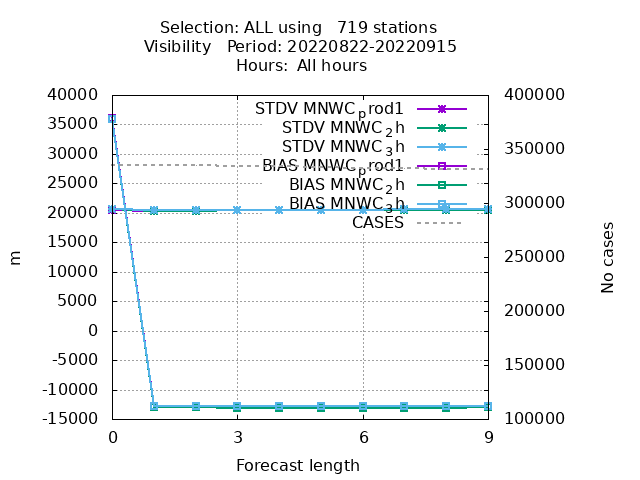 Selection: ALL using 719 stations
Visibility Period: 20220822-20220915
Hours: All hours
40000
35000
30000
25000
20000
15000
10000
5000
0
-5000
-10000
-15000
m
400000
350000
300000
250000
200000
150000
100000
No cases
STDV MNWC_prod1
STDV MNWC_2h
STDV MNWC_3h
BIAS MNWC_prod1
BIAS MNWC_2h
BIAS MNWC_3h
CASES
0 3 6 9
Forecast length